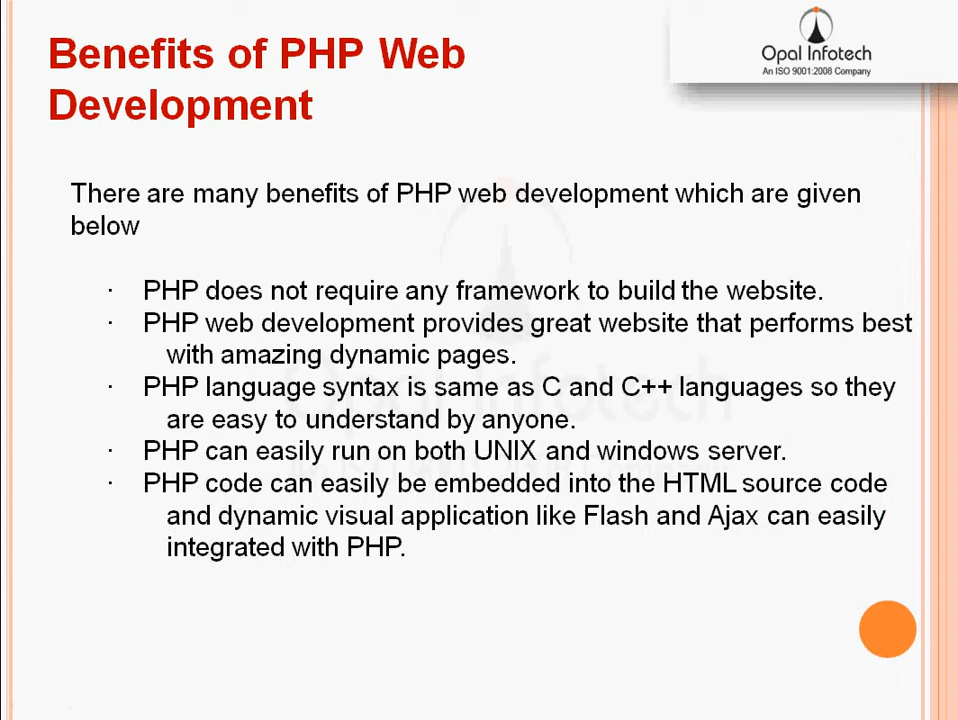 Benefits of PHP Web
Development
Opal Infotech
An ISO 9001:2008 Company
There are many benefits of PHP web development which are given
below
· PHP does not require any framework to build the website.
· PHP web development provides great website that performs best
with amazing dynamic pages.
· PHP language syntax is same as C and C++ languages so they
are easy to understand by anyone.
· PHP can easily run on both UNIX and windows server.
· PHP code can easily be embedded into the HTML source code
and dynamic visual application like Flash and Ajax can easily
integrated with PHP.